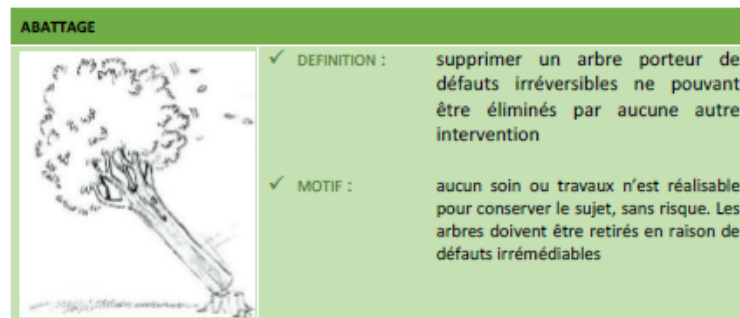 ABATTAGE
✓ DEFINITION : supprimer un arbre porteur de
défauts irréversibles ne pouvant
être éliminés par aucune autre
intervention
✓ MOTIF : aucun soin ou travaux n'est réalisable
pour conserver le sujet, sans risque. Les
arbres doivent être retirés en raison de
défauts irrémédiables